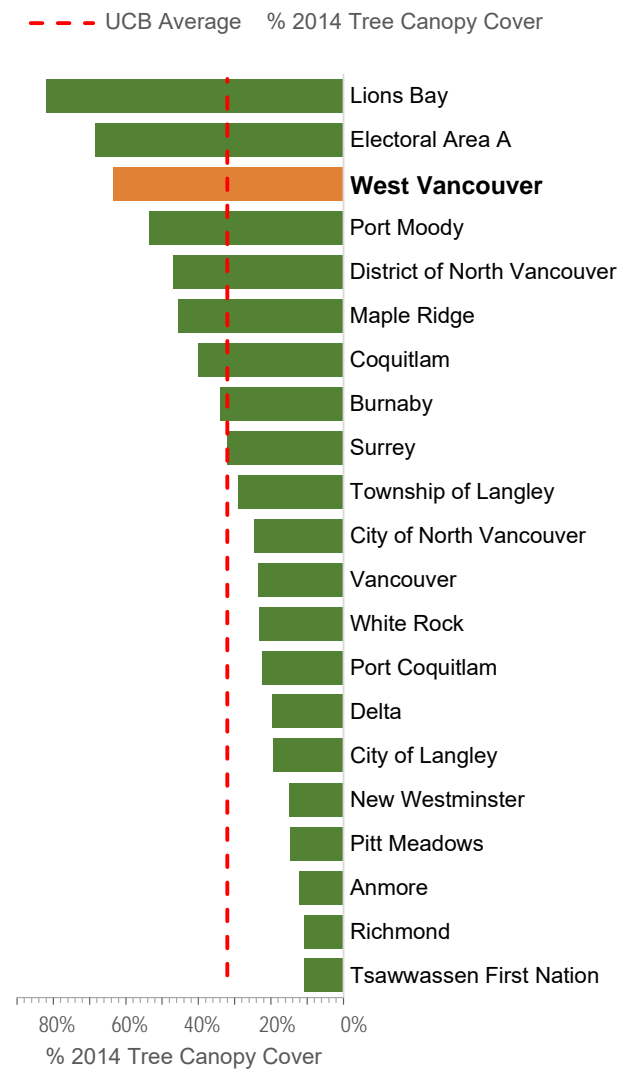 UCB Average % 2014 Tree Canopy Cover
Lions Bay
Electoral Area A
West Vancouver
Port Moody
District of North Vancouver
Maple Ridge
Coquitlam
Burnaby
Surrey
Township of Langley
City of North Vancouver
Vancouver
White Rock
Port Coquitlam
Delta
City of Langley
New Westminster
Pitt Meadows
Anmore
Richmond
Tsawwassen First Nation
80% 60% 40% 20% 0%
% 2014 Tree Canopy Cover